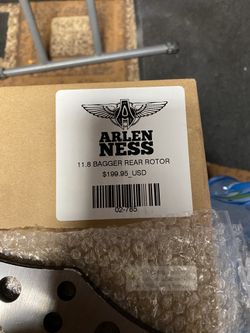 ARLEN
NESS
11.8 BAGGER REAR ROTOR
$199.95 USD
02-785